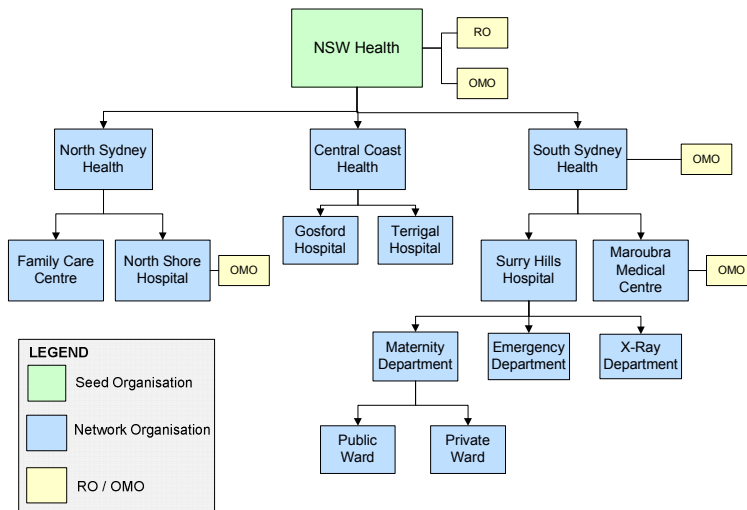 NSW Health
RO
OMO
North Sydney
Health
Central Coast
Health
South Sydney
Health
OMO
Family Care
Centre
North Shore
Hospital
OMO
Gosford
Hospital
Terrigal
Hospital
Surry Hills
Hospital
Maroubra
Medical
Centre
OMO
Maternity
Department
Emergency
Department
X-Ray
Department
Public
Ward
Private
Ward
LEGEND
Seed Organisation
Network Organisation
RO / OMO